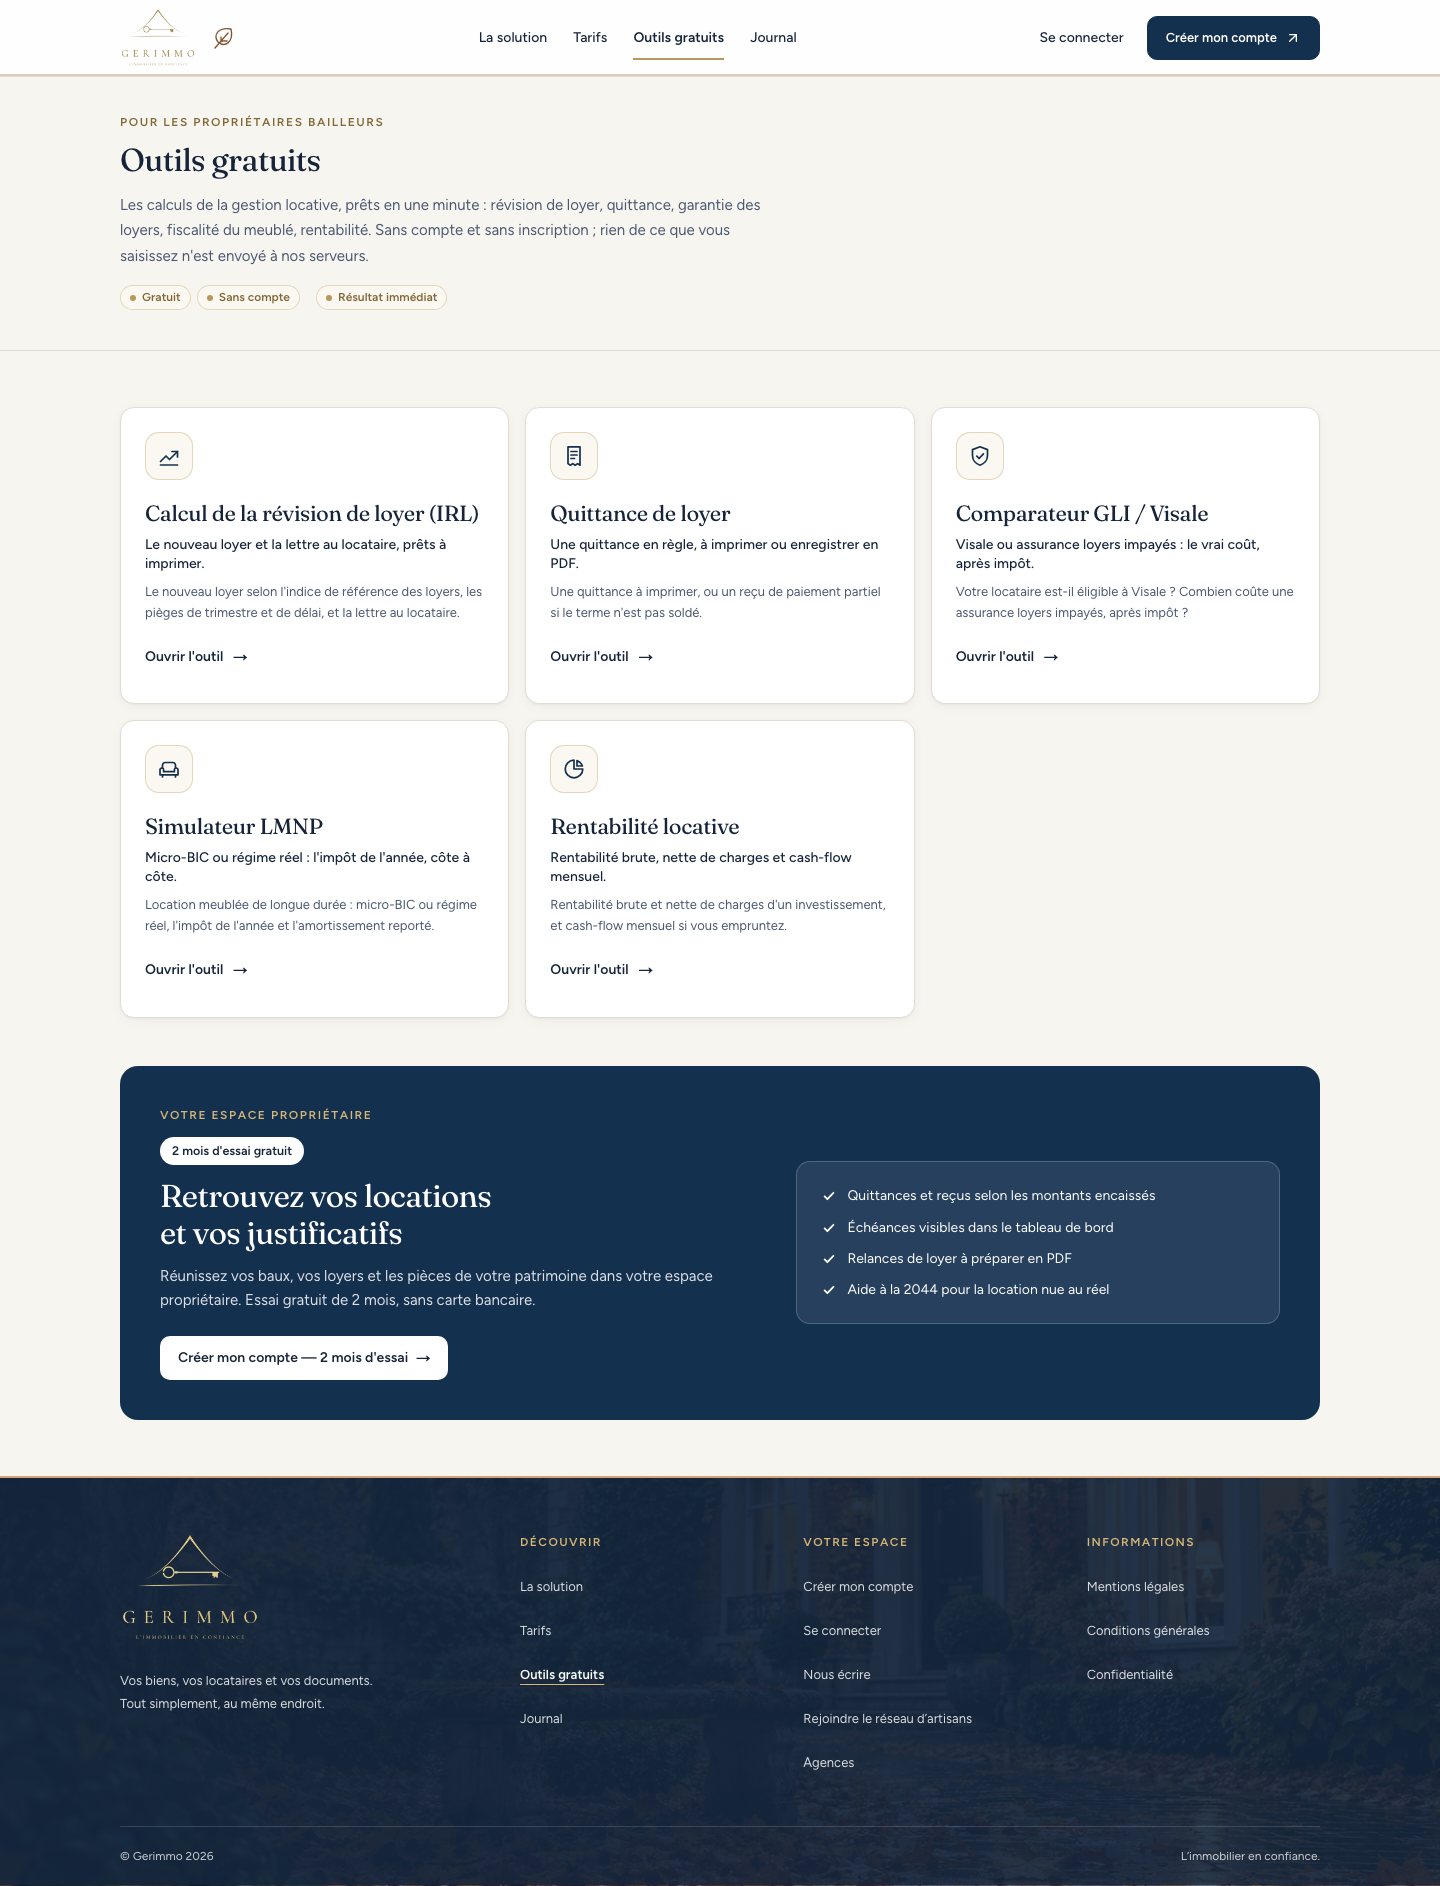 GERIMMO
L'IMMOBILIER EN CONFIANCE
La solution
Tarifs
Outils gratuits
Journal
Se connecter
Créer mon compte
POUR LES PROPRIÉTAIRES BAILLEURS
Outils gratuits
Les calculs de la gestion locative, prêts en une minute : révision de loyer, quittance, garantie des
loyers, fiscalité du meublé, rentabilité. Sans compte et sans inscription ; rien de ce que vous
saisissez n'est envoyé à nos serveurs.
Gratuit
Sans compte
Résultat immédiat
Calcul de la révision de loyer (IRL)
Le nouveau loyer et la lettre au locataire, prêts à
imprimer.
Le nouveau loyer selon l'indice de référence des loyers, les
pièges de trimestre et de délai, et la lettre au locataire.
Ouvrir l'outil →
Quittance de loyer
Une quittance en règle, à imprimer ou enregistrer en
PDF.
Une quittance à imprimer, ou un reçu de paiement partiel
si le terme n'est pas soldé.
Ouvrir l'outil →
Comparateur GLI / Visale
Visale ou assurance loyers impayés : le vrai coût,
après impôt.
Votre locataire est-il éligible à Visale ? Combien coûte une
assurance loyers impayés, après impôt ?
Ouvrir l'outil →
Simulateur LMNP
Micro-BIC ou régime réel : l'impôt de l'année, côte à
côte.
Location meublée de longue durée : micro-BIC ou régime
réel, l'impôt de l'année et l'amortissement reporté.
Ouvrir l'outil →
Rentabilité locative
Rentabilité brute, nette de charges et cash-flow
mensuel.
Rentabilité brute et nette de charges d'un investissement,
et cash-flow mensuel si vous empruntez.
Ouvrir l'outil →
VOTRE ESPACE PROPRIÉTAIRE
2 mois d'essai gratuit
Retrouvez vos locations
et vos justificatifs
Réunissez vos baux, vos loyers et les pièces de votre patrimoine dans votre espace
propriétaire. Essai gratuit de 2 mois, sans carte bancaire.
Créer mon compte — 2 mois d'essai →
Quittances et reçus selon les montants encaissés
Échéances visibles dans le tableau de bord
Relances de loyer à préparer en PDF
Aide à la 2044 pour la location nue au réel
GERIMMO
L'IMMOBILIER EN CONFIANCE
Vos biens, vos locataires et vos documents.
Tout simplement, au même endroit.
DÉCOUVRIR
La solution
Tarifs
Outils gratuits
Journal
VOTRE ESPACE
Créer mon compte
Se connecter
Nous écrire
Rejoindre le réseau d'artisans
Agences
INFORMATIONS
Mentions légales
Conditions générales
Confidentialité
© Gerimmo 2026
L'immobilier en confiance.